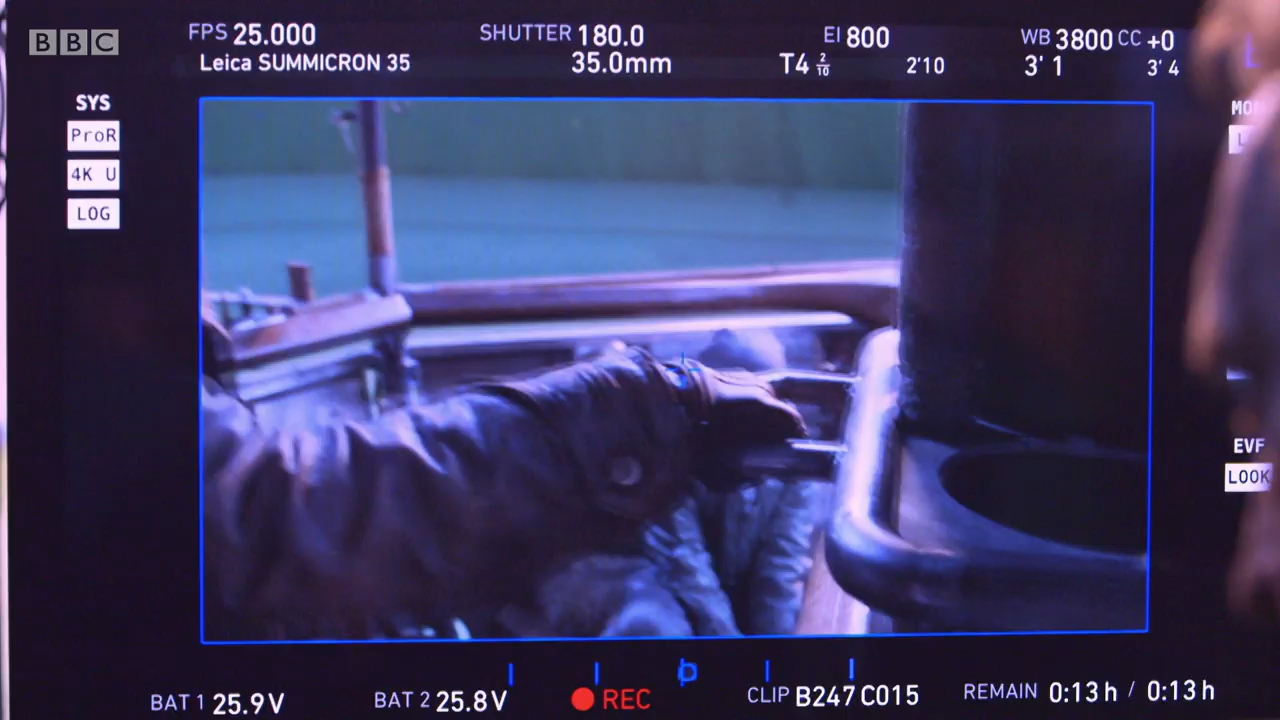 BBC
FPS 25.000 SHUTTER 180.0 EI 800 WB 3800 CC +0
Leica SUMMICRON 35 35.0mm T4 2/10 2'10 3' 1 3' 4
L
SYS
ProR
4K U
LOG
EVF
LOOK
BAT 1 25.9 V BAT 2 25.8 V REC CLIP B247 C015 REMAIN 0:13 h / 0:13 h